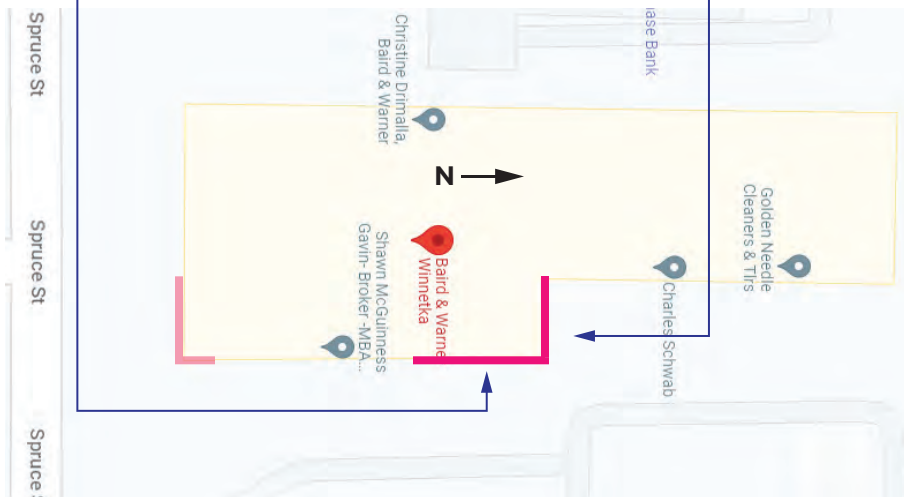 Spruce St
Spruce St
Spruce
Christine Drimalla,
Baird & Warner
ase Bank
N
Golden Needle
Cleaners & Tlrs
Baird & Warne
Winnetka
Shawn McGuinness
Gavin- Broker -MBA...
Charles Schwab